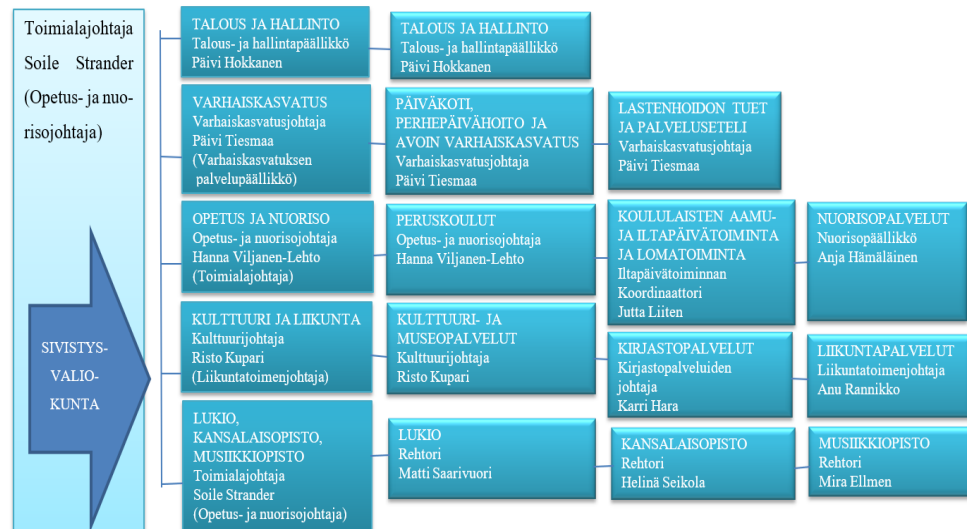 Toimialajohtaja
Soile Strander
(Opetus- ja nuo-
risojohtaja)
SIVISTYS-
VALIO-
KUNTA
TALOUS JA HALLINTO
Talous- ja hallintapäällikkö
Päivi Hokkanen
TALOUS JA HALLINTO
Talous- ja hallintapäällikkö
Päivi Hokkanen
VARHAISKASVATUS
Varhaiskasvatusjohtaja
Päivi Tiesmaa
(Varhaiskasvatuksen
palvelupäällikkö)
PÄIVÄKOTI,
PERHEPÄIVÄHOITO JA
AVOIN VARHAISKASVATUS
Varhaiskasvatusjohtaja
Päivi Tiesmaa
LASTENHOIDON TUET
JA PALVELUSETELI
Varhaiskasvatusjohtaja
Päivi Tiesmaa
OPETUS JA NUORISO
Opetus- ja nuorisojohtaja
Hanna Viljanen-Lehto
(Toimialajohtaja)
PERUSKOULUT
Opetus- ja nuorisojohtaja
Hanna Viljanen-Lehto
KOULULAISTEN AAMU-
JA ILTAPÄIVÄTOIMINTA
JA LOMATOIMINTA
Iltapäivätoiminnan
Koordinaattori
Jutta Liiten
NUORISOPALVELUT
Nuorisopäällikkö
Anja Hämäläinen
KULTTUURI JA LIIKUNTA
Kulttuurijohtaja
Risto Kupari
(Liikuntatoimenjohtaja)
KULTTUURI- JA
MUSEOPALVELUT
Kulttuurijohtaja
Risto Kupari
KIRJASTOPALVELUT
Kirjastopalveluiden
johtaja
Karri Hara
LIIKUNTAPALVELUT
Liikuntatoimenjohtaja
Anu Rannikko
LUKIO,
KANSALAISOPISTO,
MUSIIKKIOPISTO
Toimialajohtaja
Soile Strander
(Opetus- ja nuorisojohtaja)
LUKIO
Rehtori
Matti Saarivuori
KANSALAISOPISTO
Rehtori
Helinä Seikola
MUSIIKKIOPISTO
Rehtori
Mira Ellmen